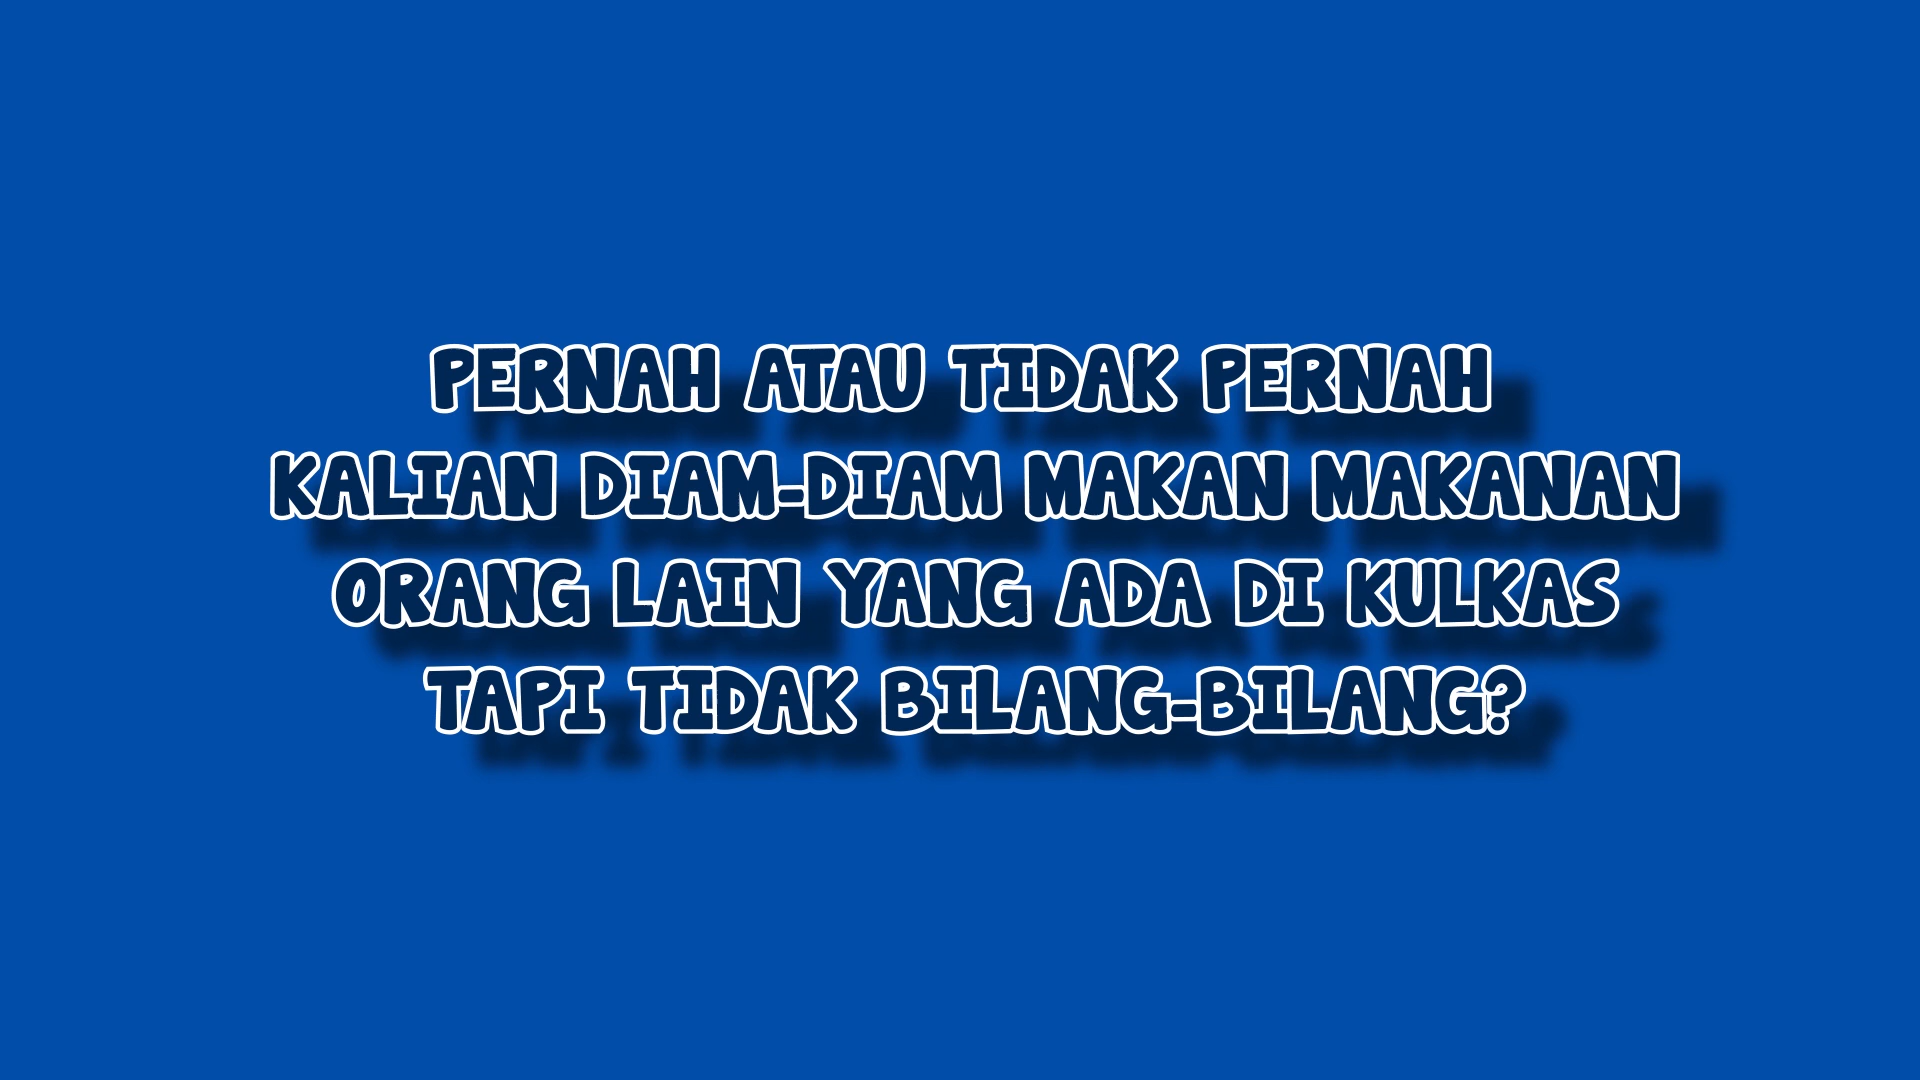 PERNAH ATAU TIDAK PERNAH
KALIAN DIAM-DIAM MAKAN MAKANAN
ORANG LAIN YANG ADA DI KULKAS
TAPI TIDAK BILANG-BILANG?